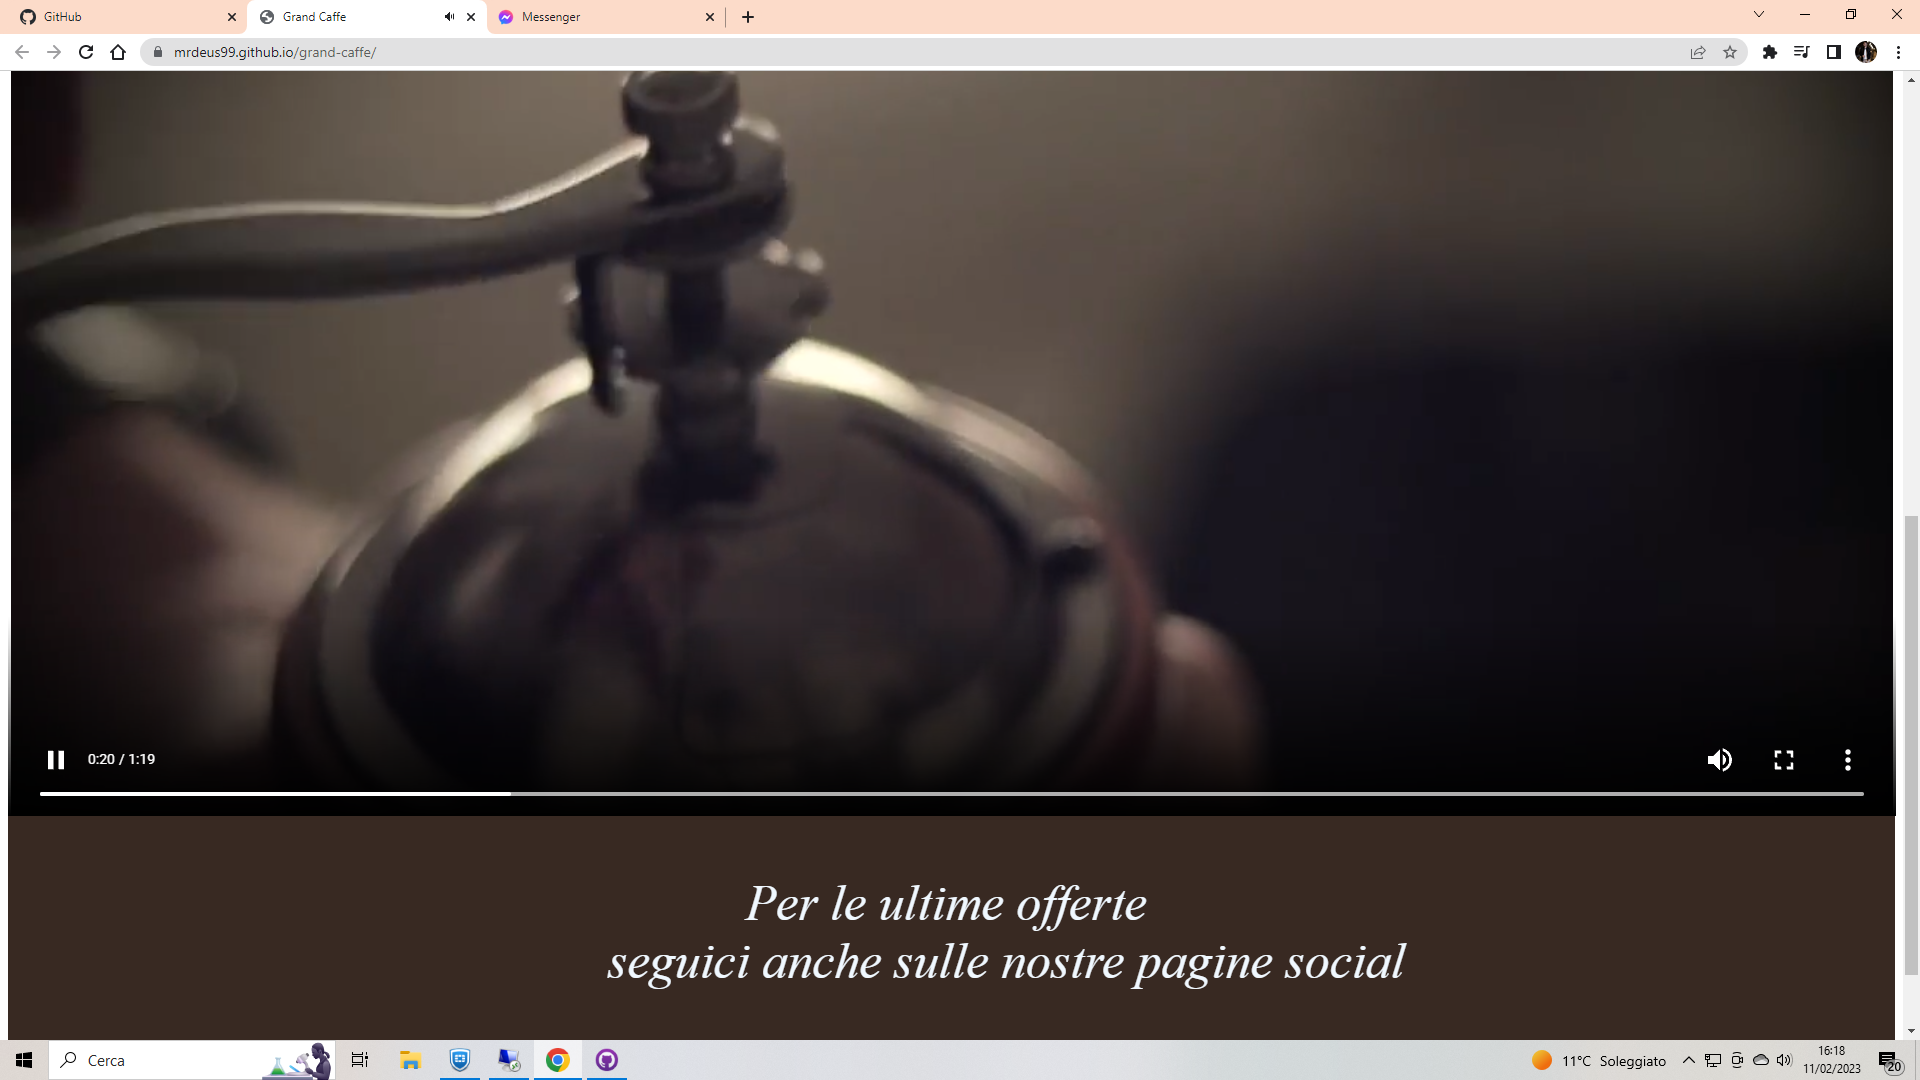 GitHub
Grand Caffe
Messenger
mrdeus99.github.io/grand-caffe/
0:20 / 1:19
Per le ultime offerte
seguici anche sulle nostre pagine social
Cerca
11°C Soleggiato
16:18
11/02/2023
20